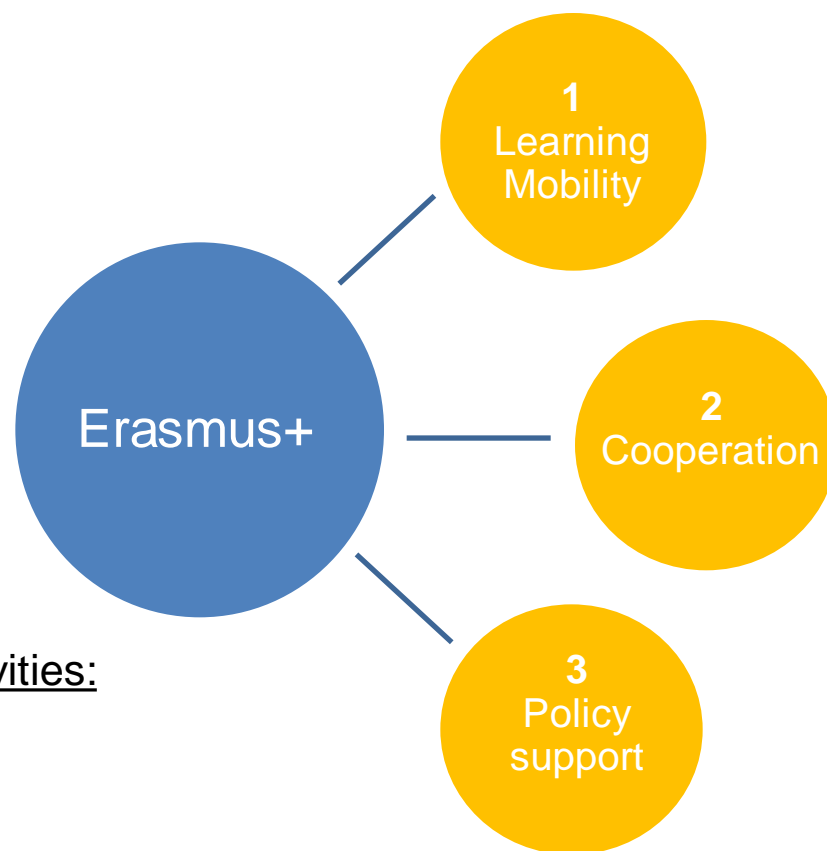 1
Learning
Mobility
Erasmus+
2
Cooperation
vities:
3
Policy
support